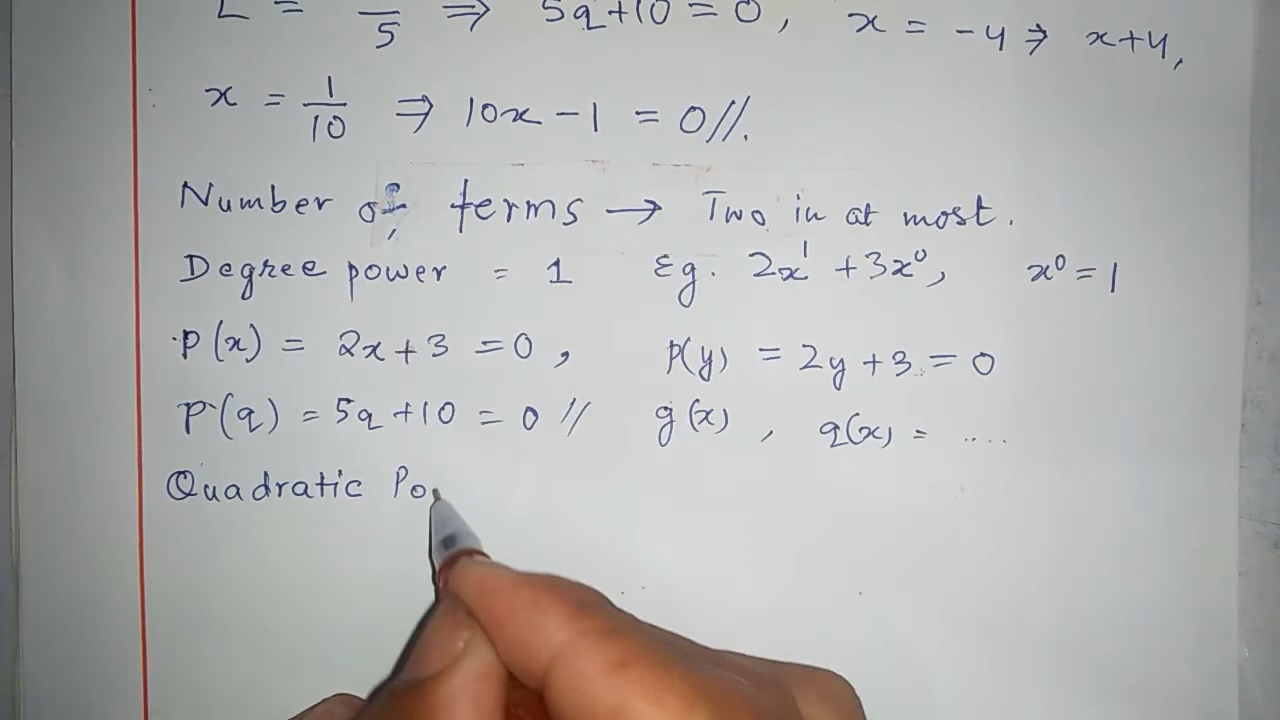 = /5 ⇒ 5q+10 = 0, x = -4 ⇒ x+4,
x = 1/10 ⇒ 10x - 1 = 0//.
Number of terms → Two in at most.
Degree power = 1 Eg. 2x¹ + 3x⁰, x⁰ = 1
P(x) = 2x+3 = 0, p(y) = 2y+3 = 0
P(q) = 5q+10 = 0 // g(x), q(x) = ....
Quadratic Po